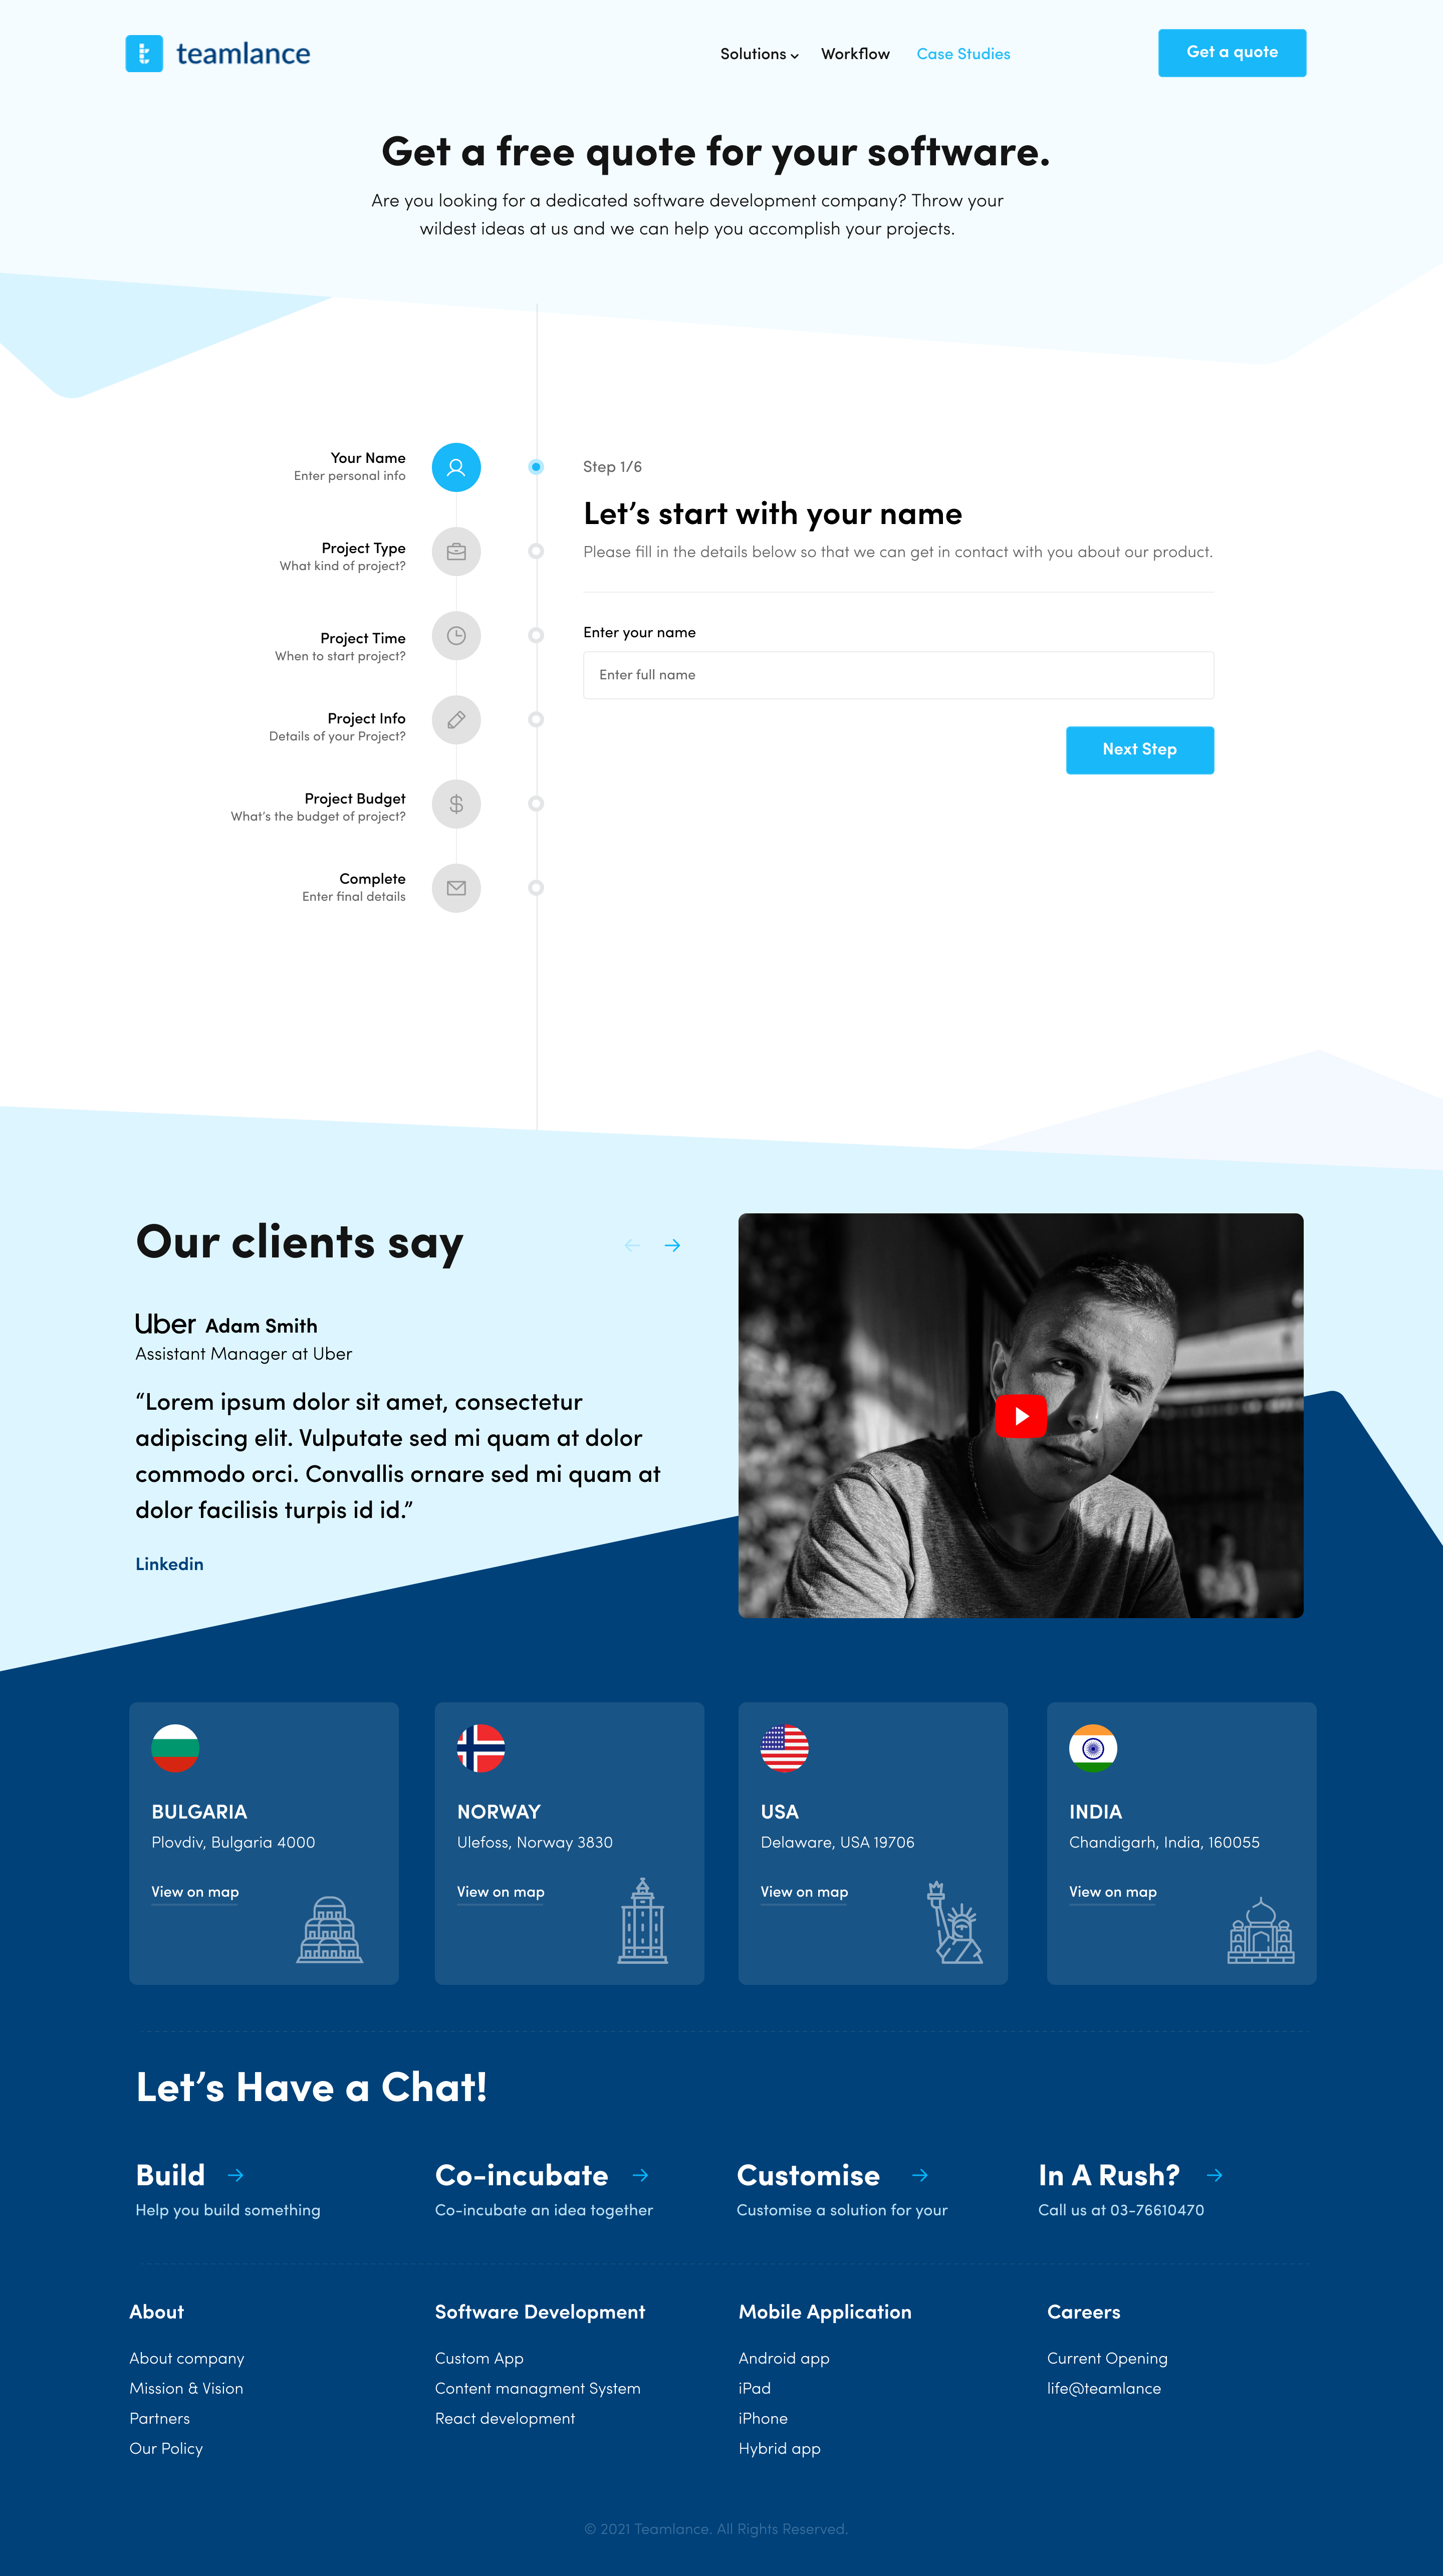 teamlance
Solutions
Workflow
Case Studies
Get a quote
Get a free quote for your software.
Are you looking for a dedicated software development company? Throw your
wildest ideas at us and we can help you accomplish your projects.
Your Name
Enter personal info
Project Type
What kind of project?
Project Time
When to start project?
Project Info
Details of your Project?
Project Budget
What's the budget of project?
Complete
Enter final details
Step 1/6
Let's start with your name
Please fill in the details below so that we can get in contact with you about our product.
Enter your name
Enter full name
Next Step
Our clients say
Uber Adam Smith
Assistant Manager at Uber
“Lorem ipsum dolor sit amet, consectetur
adipiscing elit. Vulputate sed mi quam at dolor
commodo orci. Convallis ornare sed mi quam at
dolor facilisis turpis id id.”
Linkedin
BULGARIA
Plovdiv, Bulgaria 4000
View on map
NORWAY
Ulefoss, Norway 3830
View on map
USA
Delaware, USA 19706
View on map
INDIA
Chandigarh, India, 160055
View on map
Let's Have a Chat!
Build
Help you build something
Co-incubate
Co-incubate an idea together
Customise
Customise a solution for your
In A Rush?
Call us at 03-76610470
About
About company
Mission & Vision
Partners
Our Policy
Software Development
Custom App
Content managment System
React development
Mobile Application
Android app
iPad
iPhone
Hybrid app
Careers
Current Opening
life@teamlance
© 2021 Teamlance. All Rights Reserved.